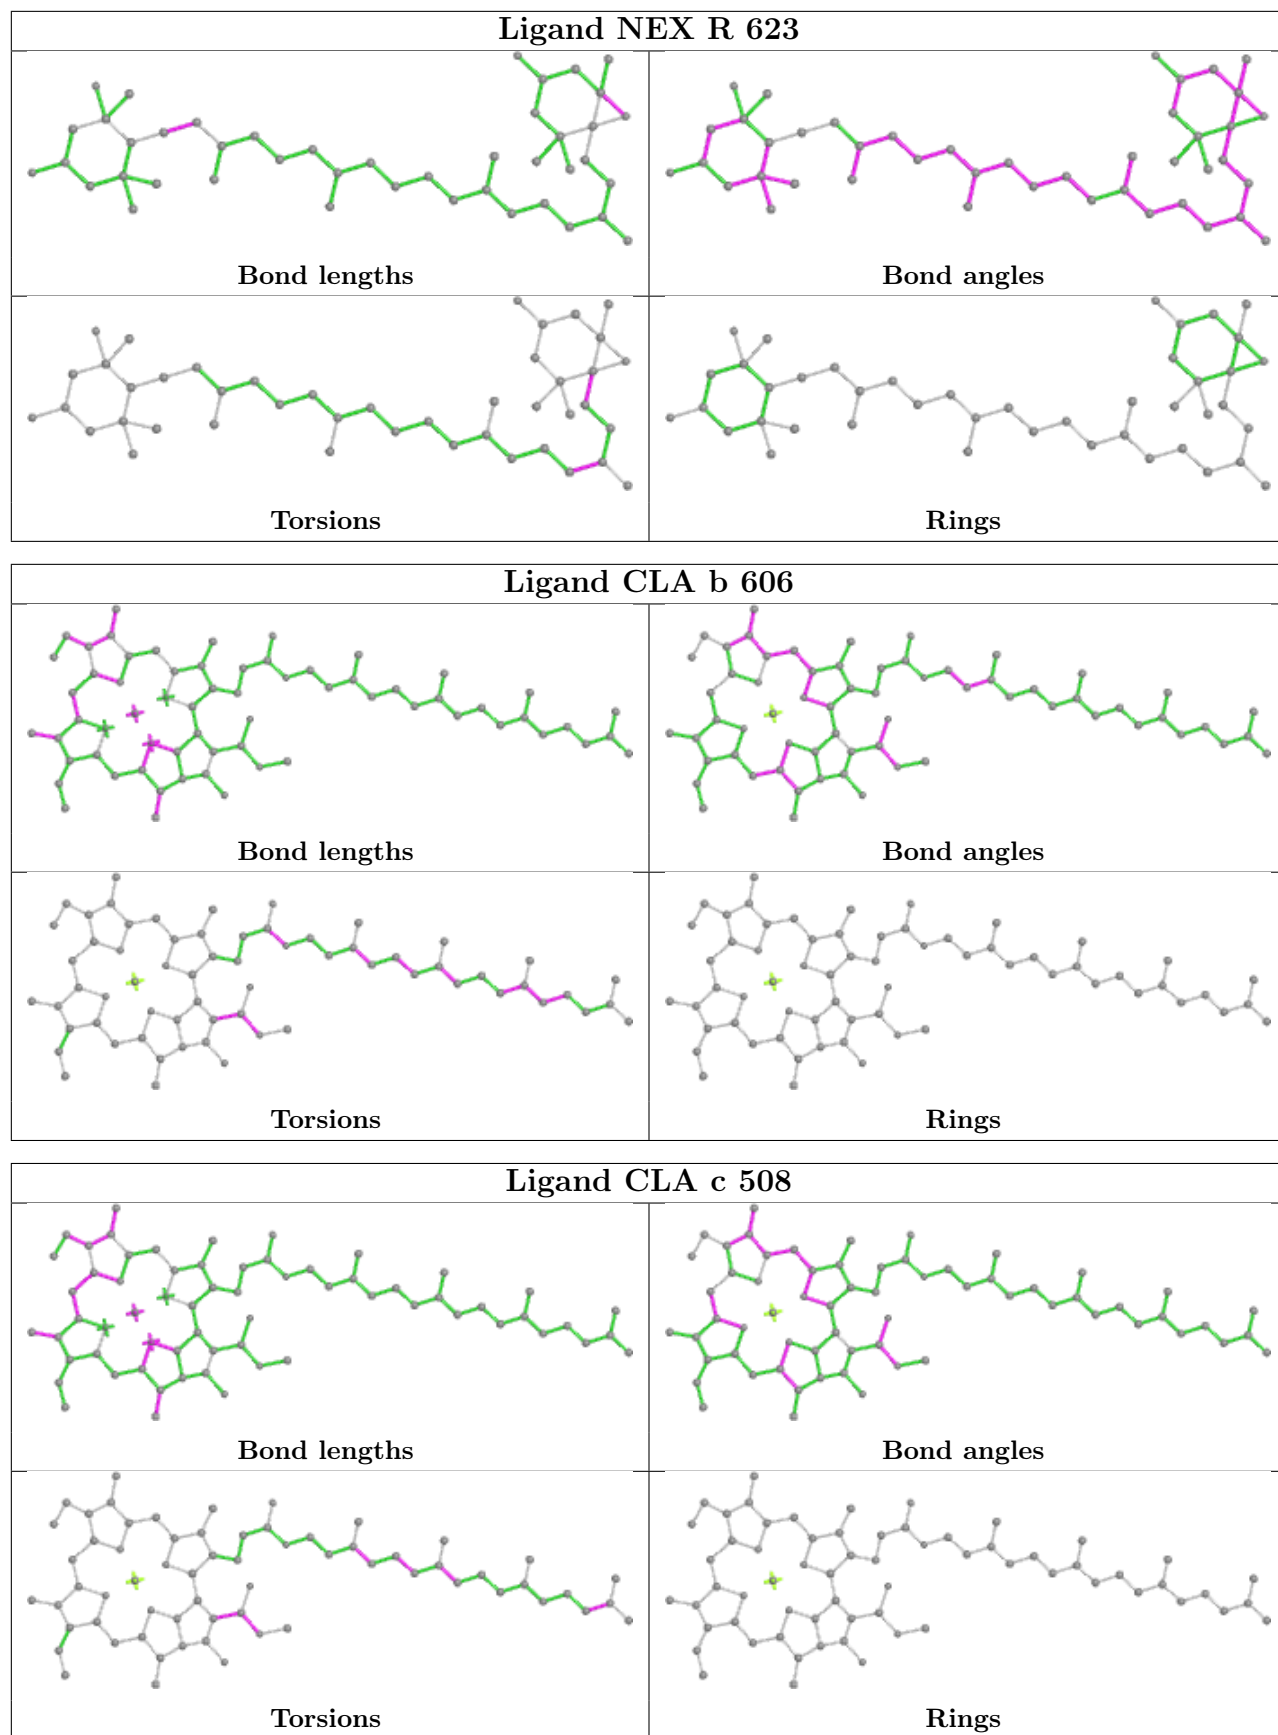 Ligand NEX R 623
Bond lengths
Bond angles
Torsions
Rings
Ligand CLA b 606
Bond lengths
Bond angles
Torsions
Rings
Ligand CLA c 508
Bond lengths
Bond angles
Torsions
Rings